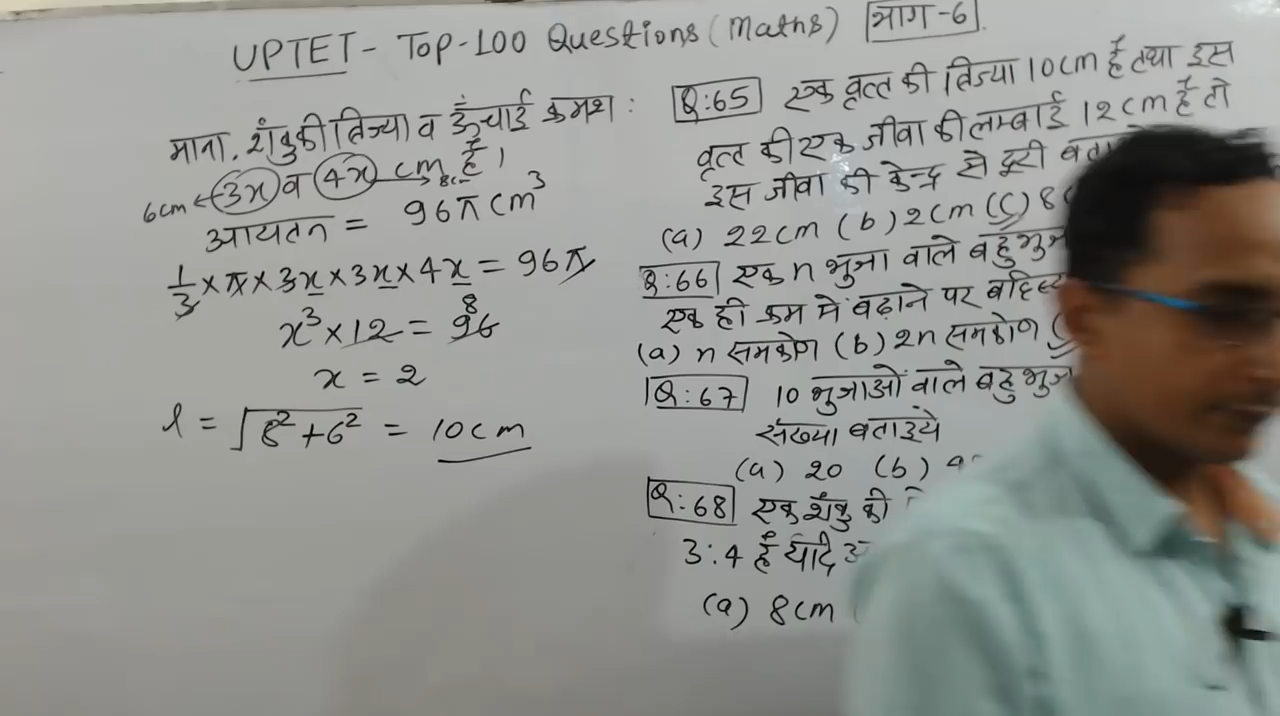 UPTET - Top-100 Questions (Maths) भाग-6
माना, शंकु की त्रिज्या व ऊँचाई क्रमश:
6cm ← 3x व 4x cm हैं।
8cm
आयतन = 96π cm³
1/3 × π × 3x × 3x × 4x = 96π
8
x³ × 12 = 96
x = 2
l = √8² + 6² = 10cm
Q:65 एक वृत्त की त्रिज्या 10cm है तथा इस
वृत्त की एक जीवा की लम्बाई 12cm है तो
इस जीवा की केन्द्र से दूरी
(a) 22cm (b) 2cm (c) 8
Q:66 एक n भुजा वाले
एक ही क्रम में बढ़ाने पर
(a) n समकोण (b) 2n समकोण
Q:67 10 भुजाओं वाले
संख्या बताइये
(a) 20 (b)
Q:68 एक शंकु की
3:4 है यदि
(a) 8cm